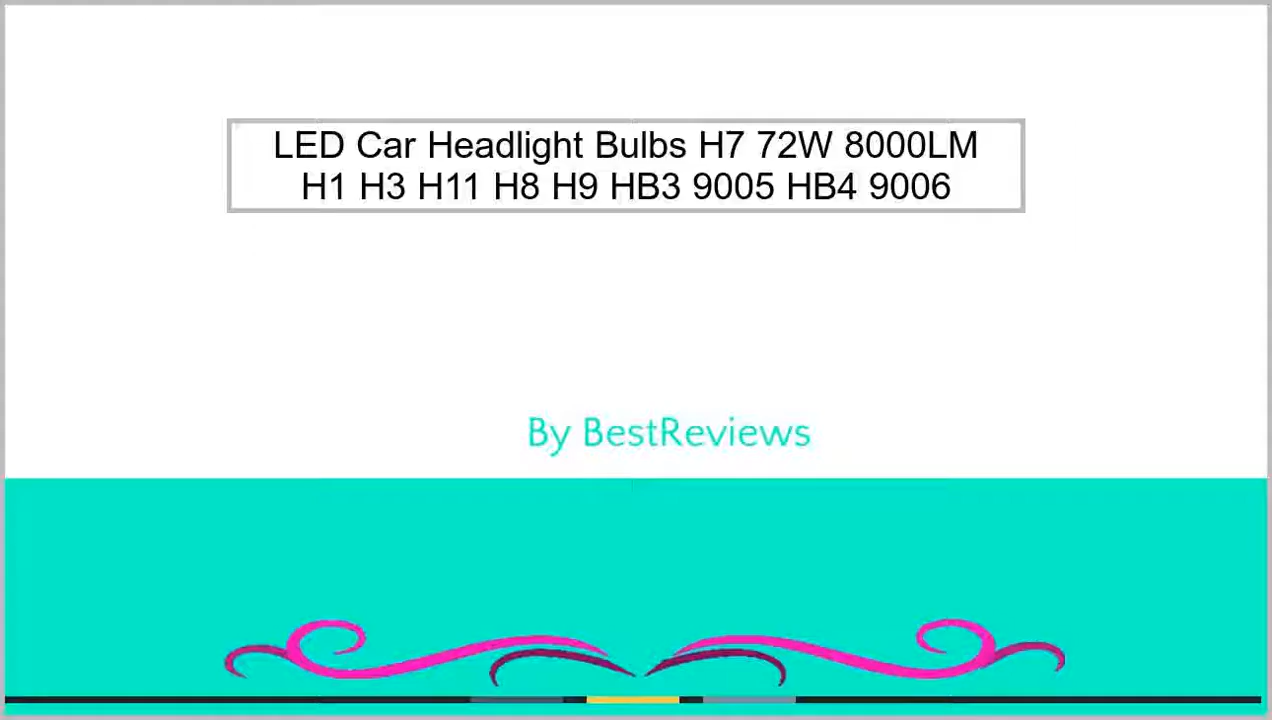 LED Car Headlight Bulbs H7 72W 8000LM
H1 H3 H11 H8 H9 HB3 9005 HB4 9006
By BestReviews